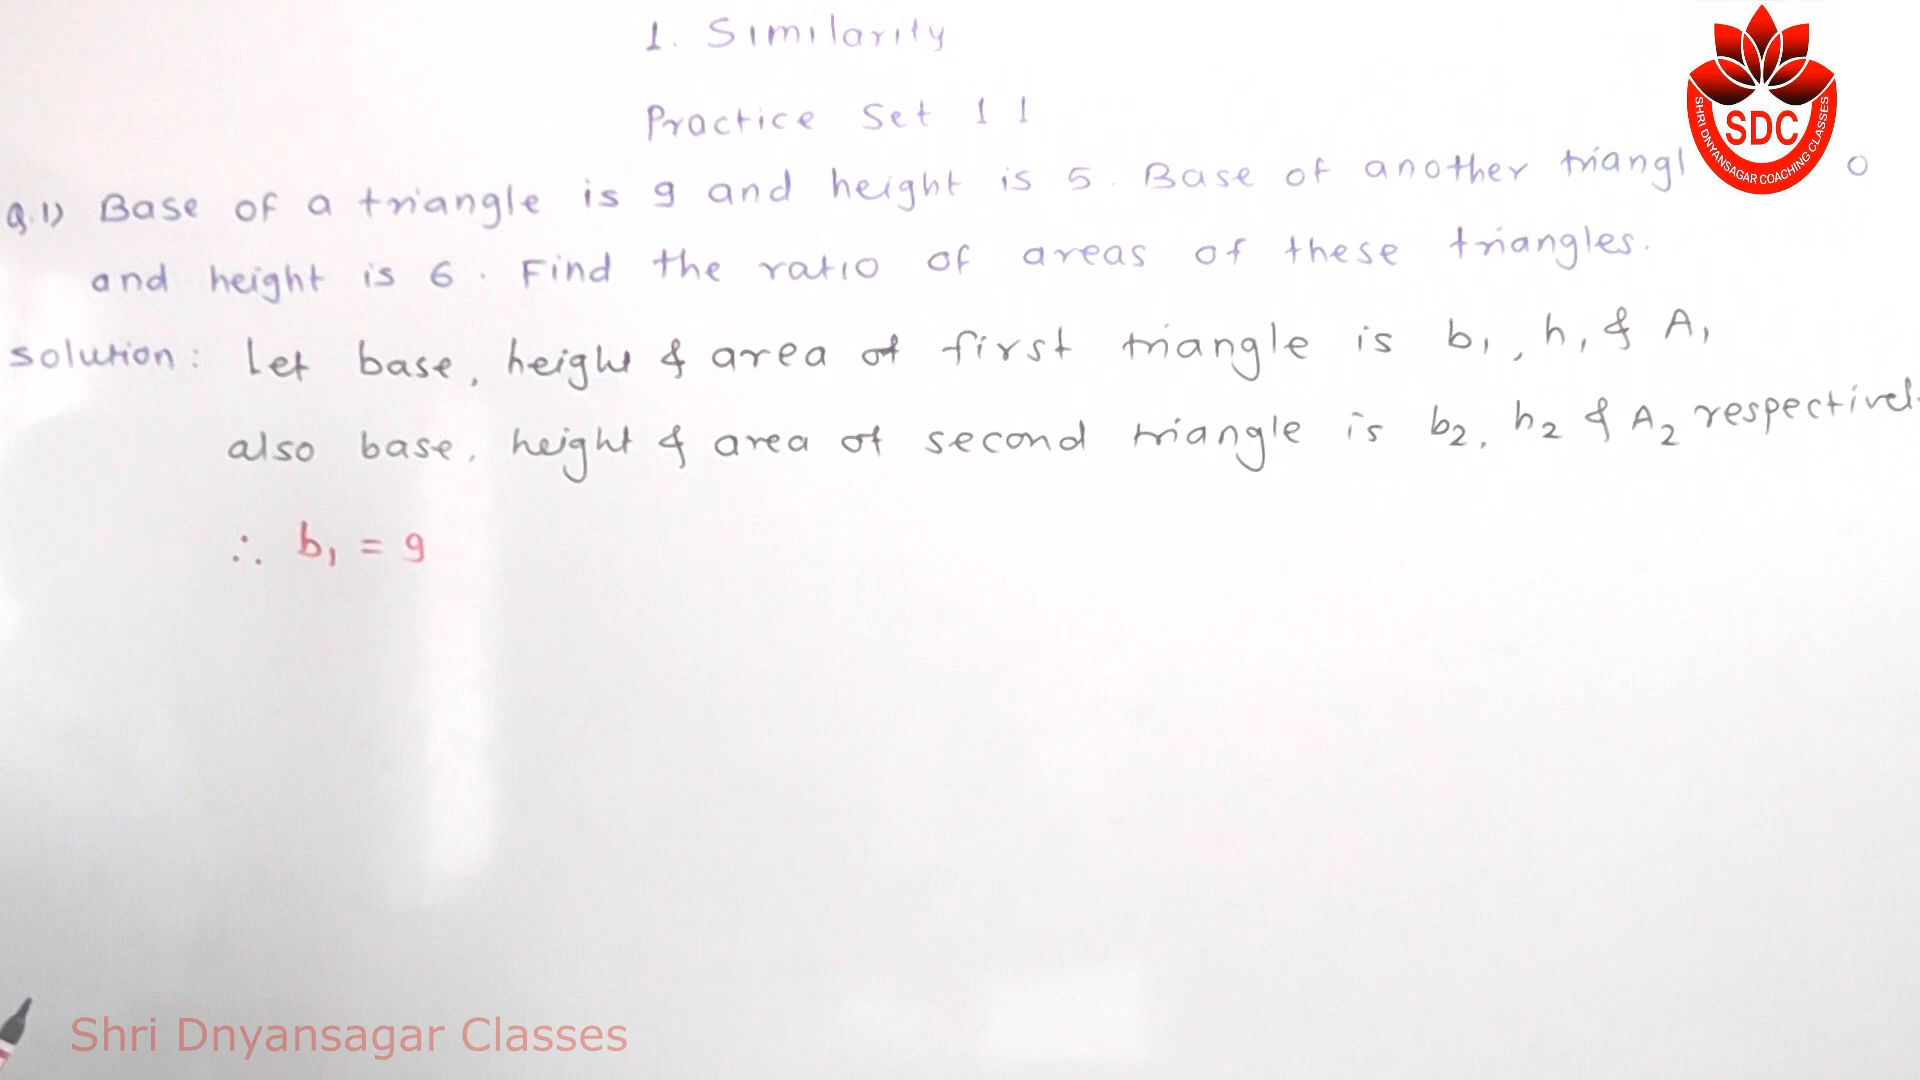 1. Similarity
Practice Set 1 1
SHRI DNYANSAGAR COACHING CLASSES
SDC
Q.1) Base of a triangle is 9 and height is 5. Base of another triangl 0
and height is 6. Find the ratio of areas of these triangles.
Solution: Let base, height & area of first triangle is b₁, h₁ & A₁
also base, height & area of second triangle is b₂, h₂ & A₂ respectivel
∴ b₁ = 9
Shri Dnyansagar Classes